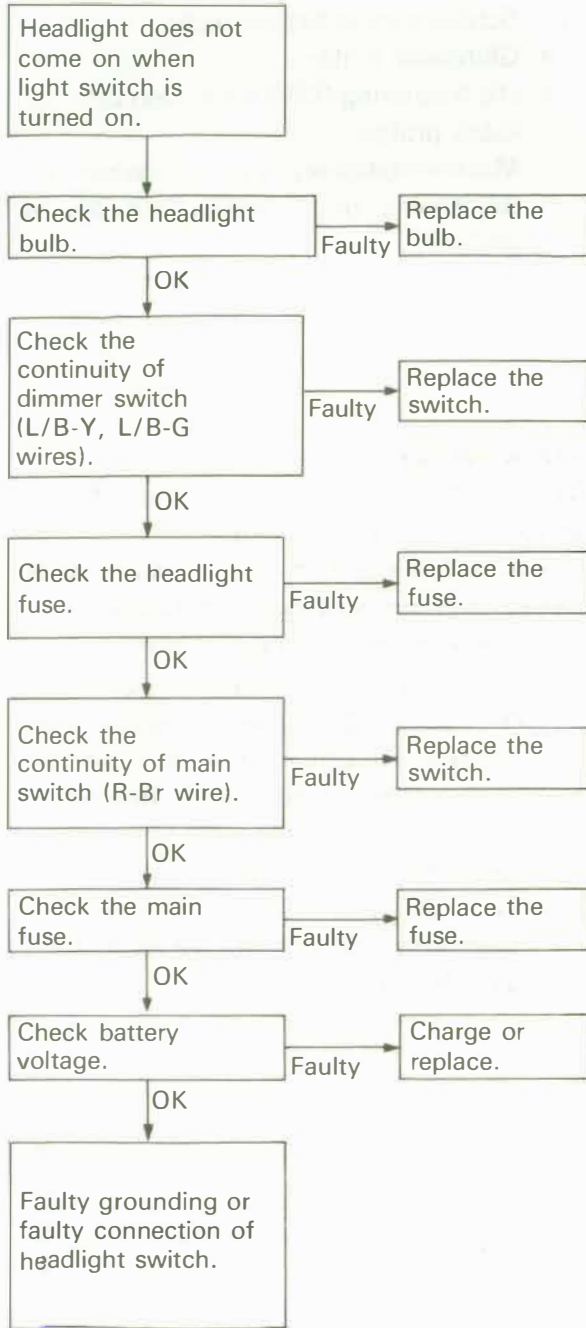 Headlight does not
come on when
light switch is
turned on.
Check the headlight
bulb.
Faulty
Replace the
bulb.
OK
Check the
continuity of
dimmer switch
(L/B-Y, L/B-G
wires).
Faulty
Replace the
switch.
OK
Check the headlight
fuse.
Faulty
Replace the
fuse.
OK
Check the
continuity of main
switch (R-Br wire).
Faulty
Replace the
switch.
OK
Check the main
fuse.
Faulty
Replace the
fuse.
OK
Check battery
voltage.
Faulty
Charge or
replace.
OK
Faulty grounding or
faulty connection of
headlight switch.